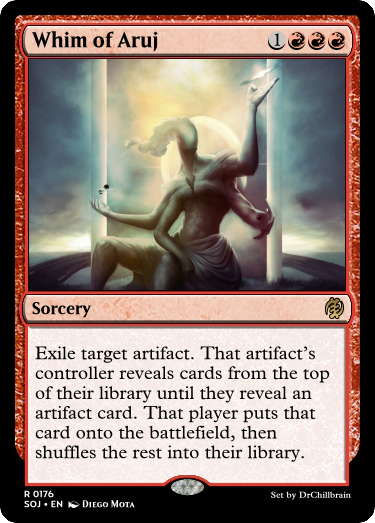 Whim of Aruj 1
Sorcery
Exile target artifact. That artifact's
controller reveals cards from the top
of their library until they reveal an
artifact card. That player puts that
card onto the battlefield, then
shuffles the rest into their library.
R 0176
SOJ • EN Diego Mota
Set by DrChillbrain